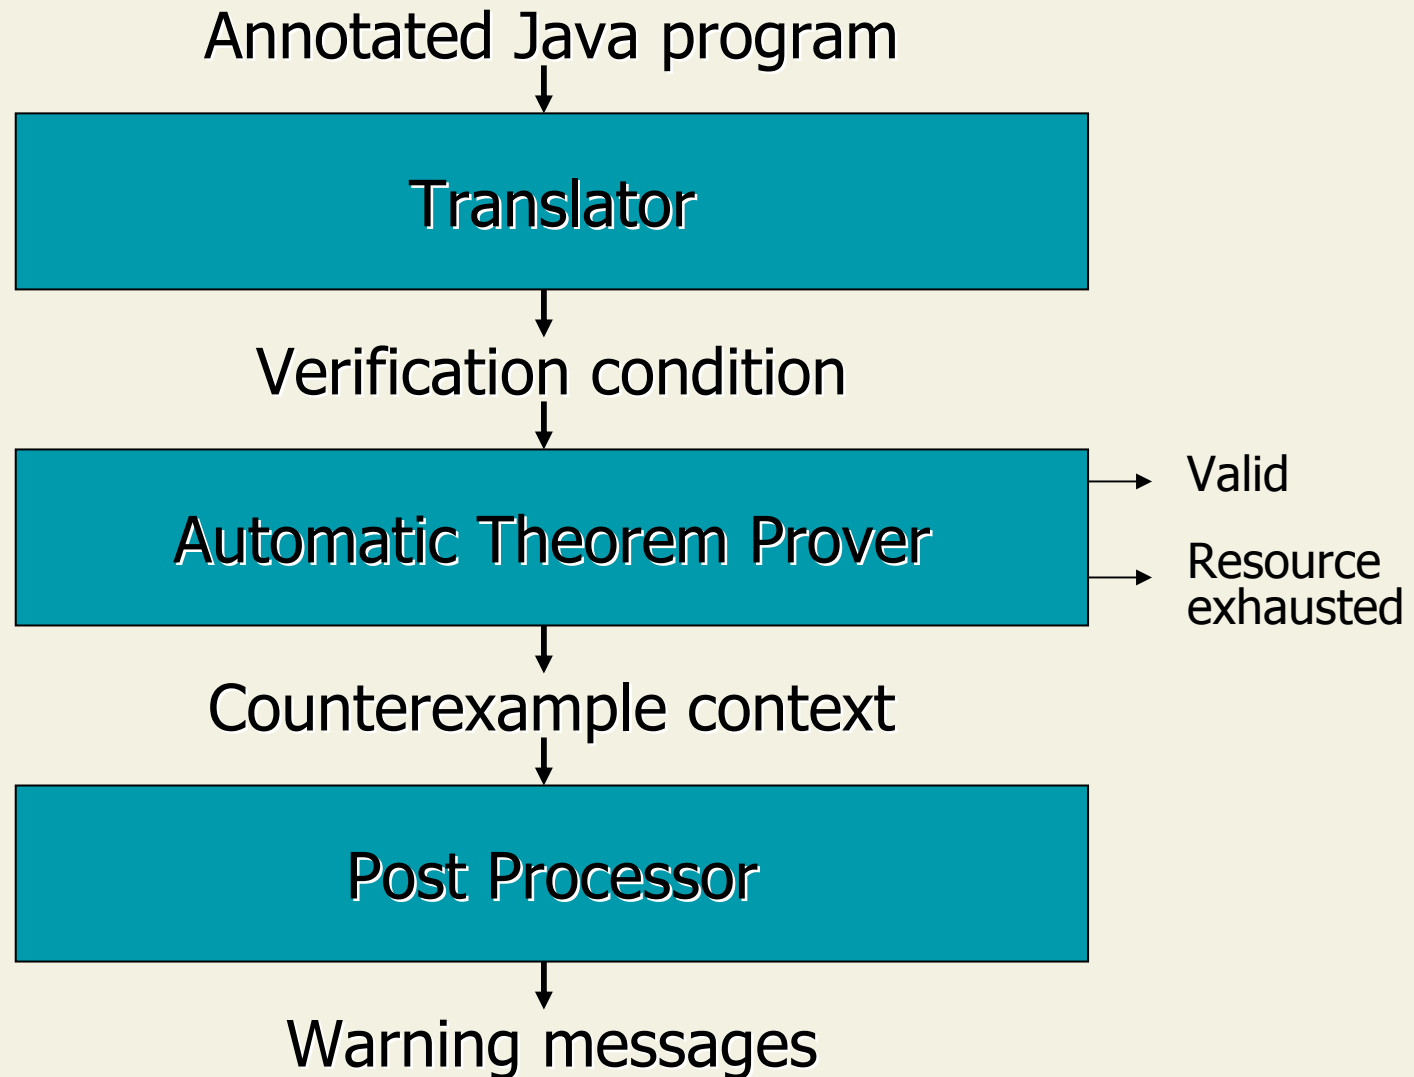 Annotated Java program
Translator
Verification condition
Automatic Theorem Prover
Valid
Resource
exhausted
Counterexample context
Post Processor
Warning messages